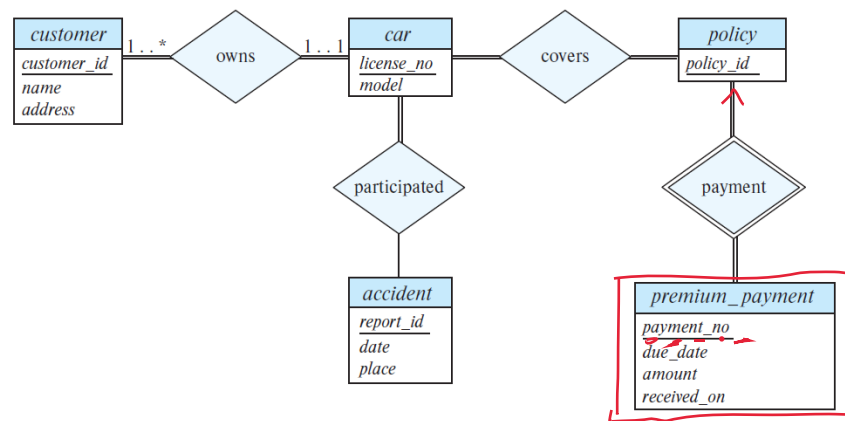 customer
customer_id
name
address
1 . . *
owns
1 . . 1
car
license_no
model
covers
policy
policy_id
participated
payment
accident
report_id
date
place
premium_payment
payment_no
due_date
amount
received_on